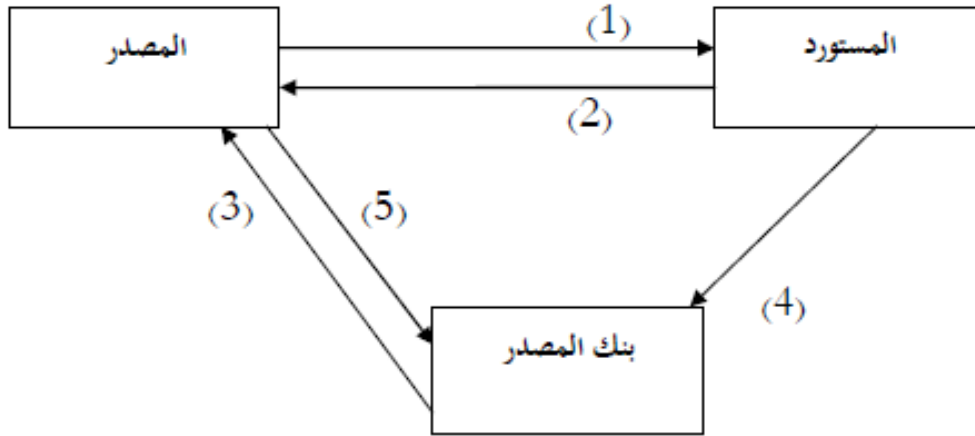 المستورد
(1)
المصدر
(2)
(3)
(5)
(4)
بنك المصدر